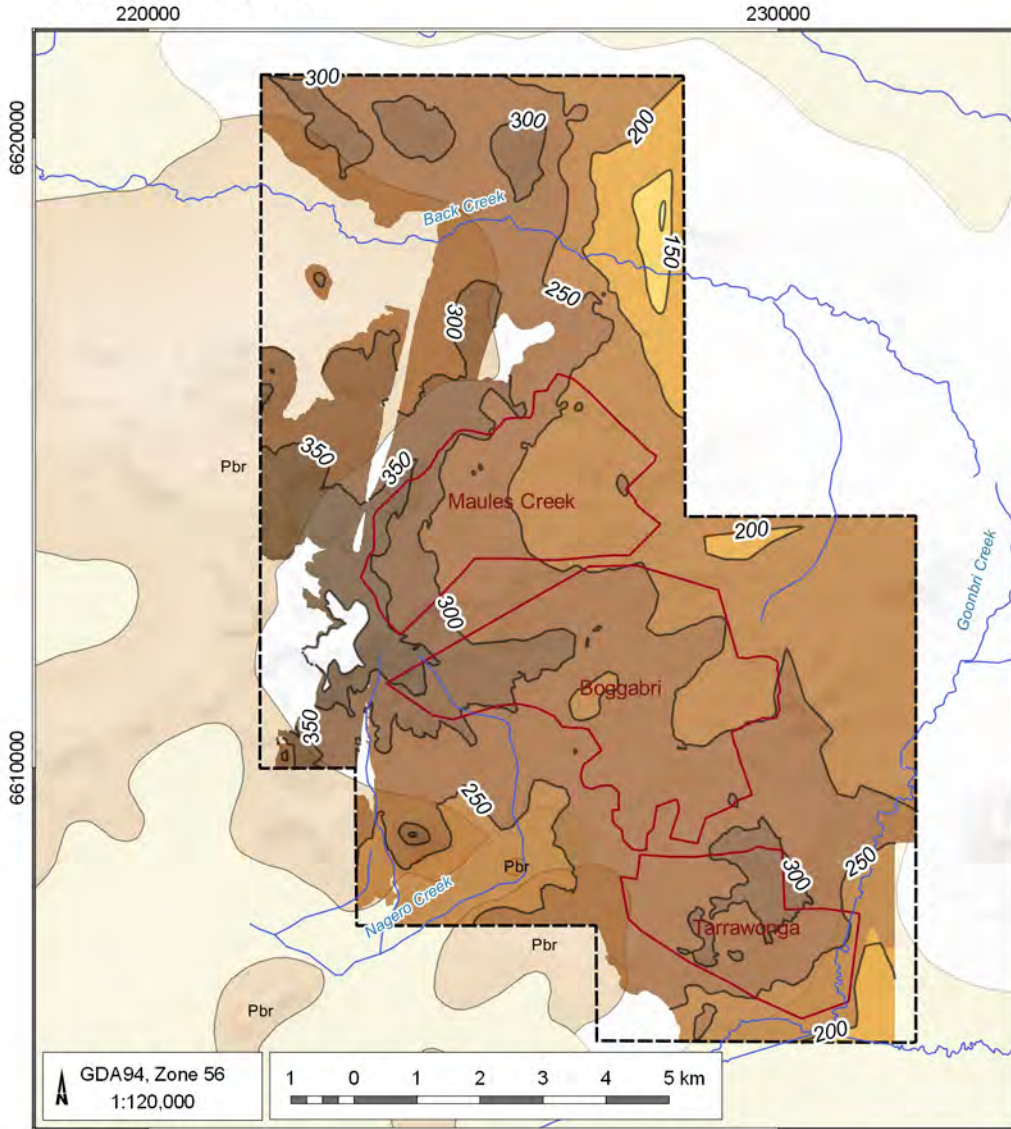 220000
230000
6620000
6610000
300
300
200
Back Creek
150
250
300
350
350
Pbr
Maules Creek
200
Goonbri Creek
300
Boggabri
350
250
Pbr
300
250
Nagero Creek
Tarrawonga
Pbr
Pbr
200
GDA94, Zone 56
1:120,000
1 0 1 2 3 4 5 km
N